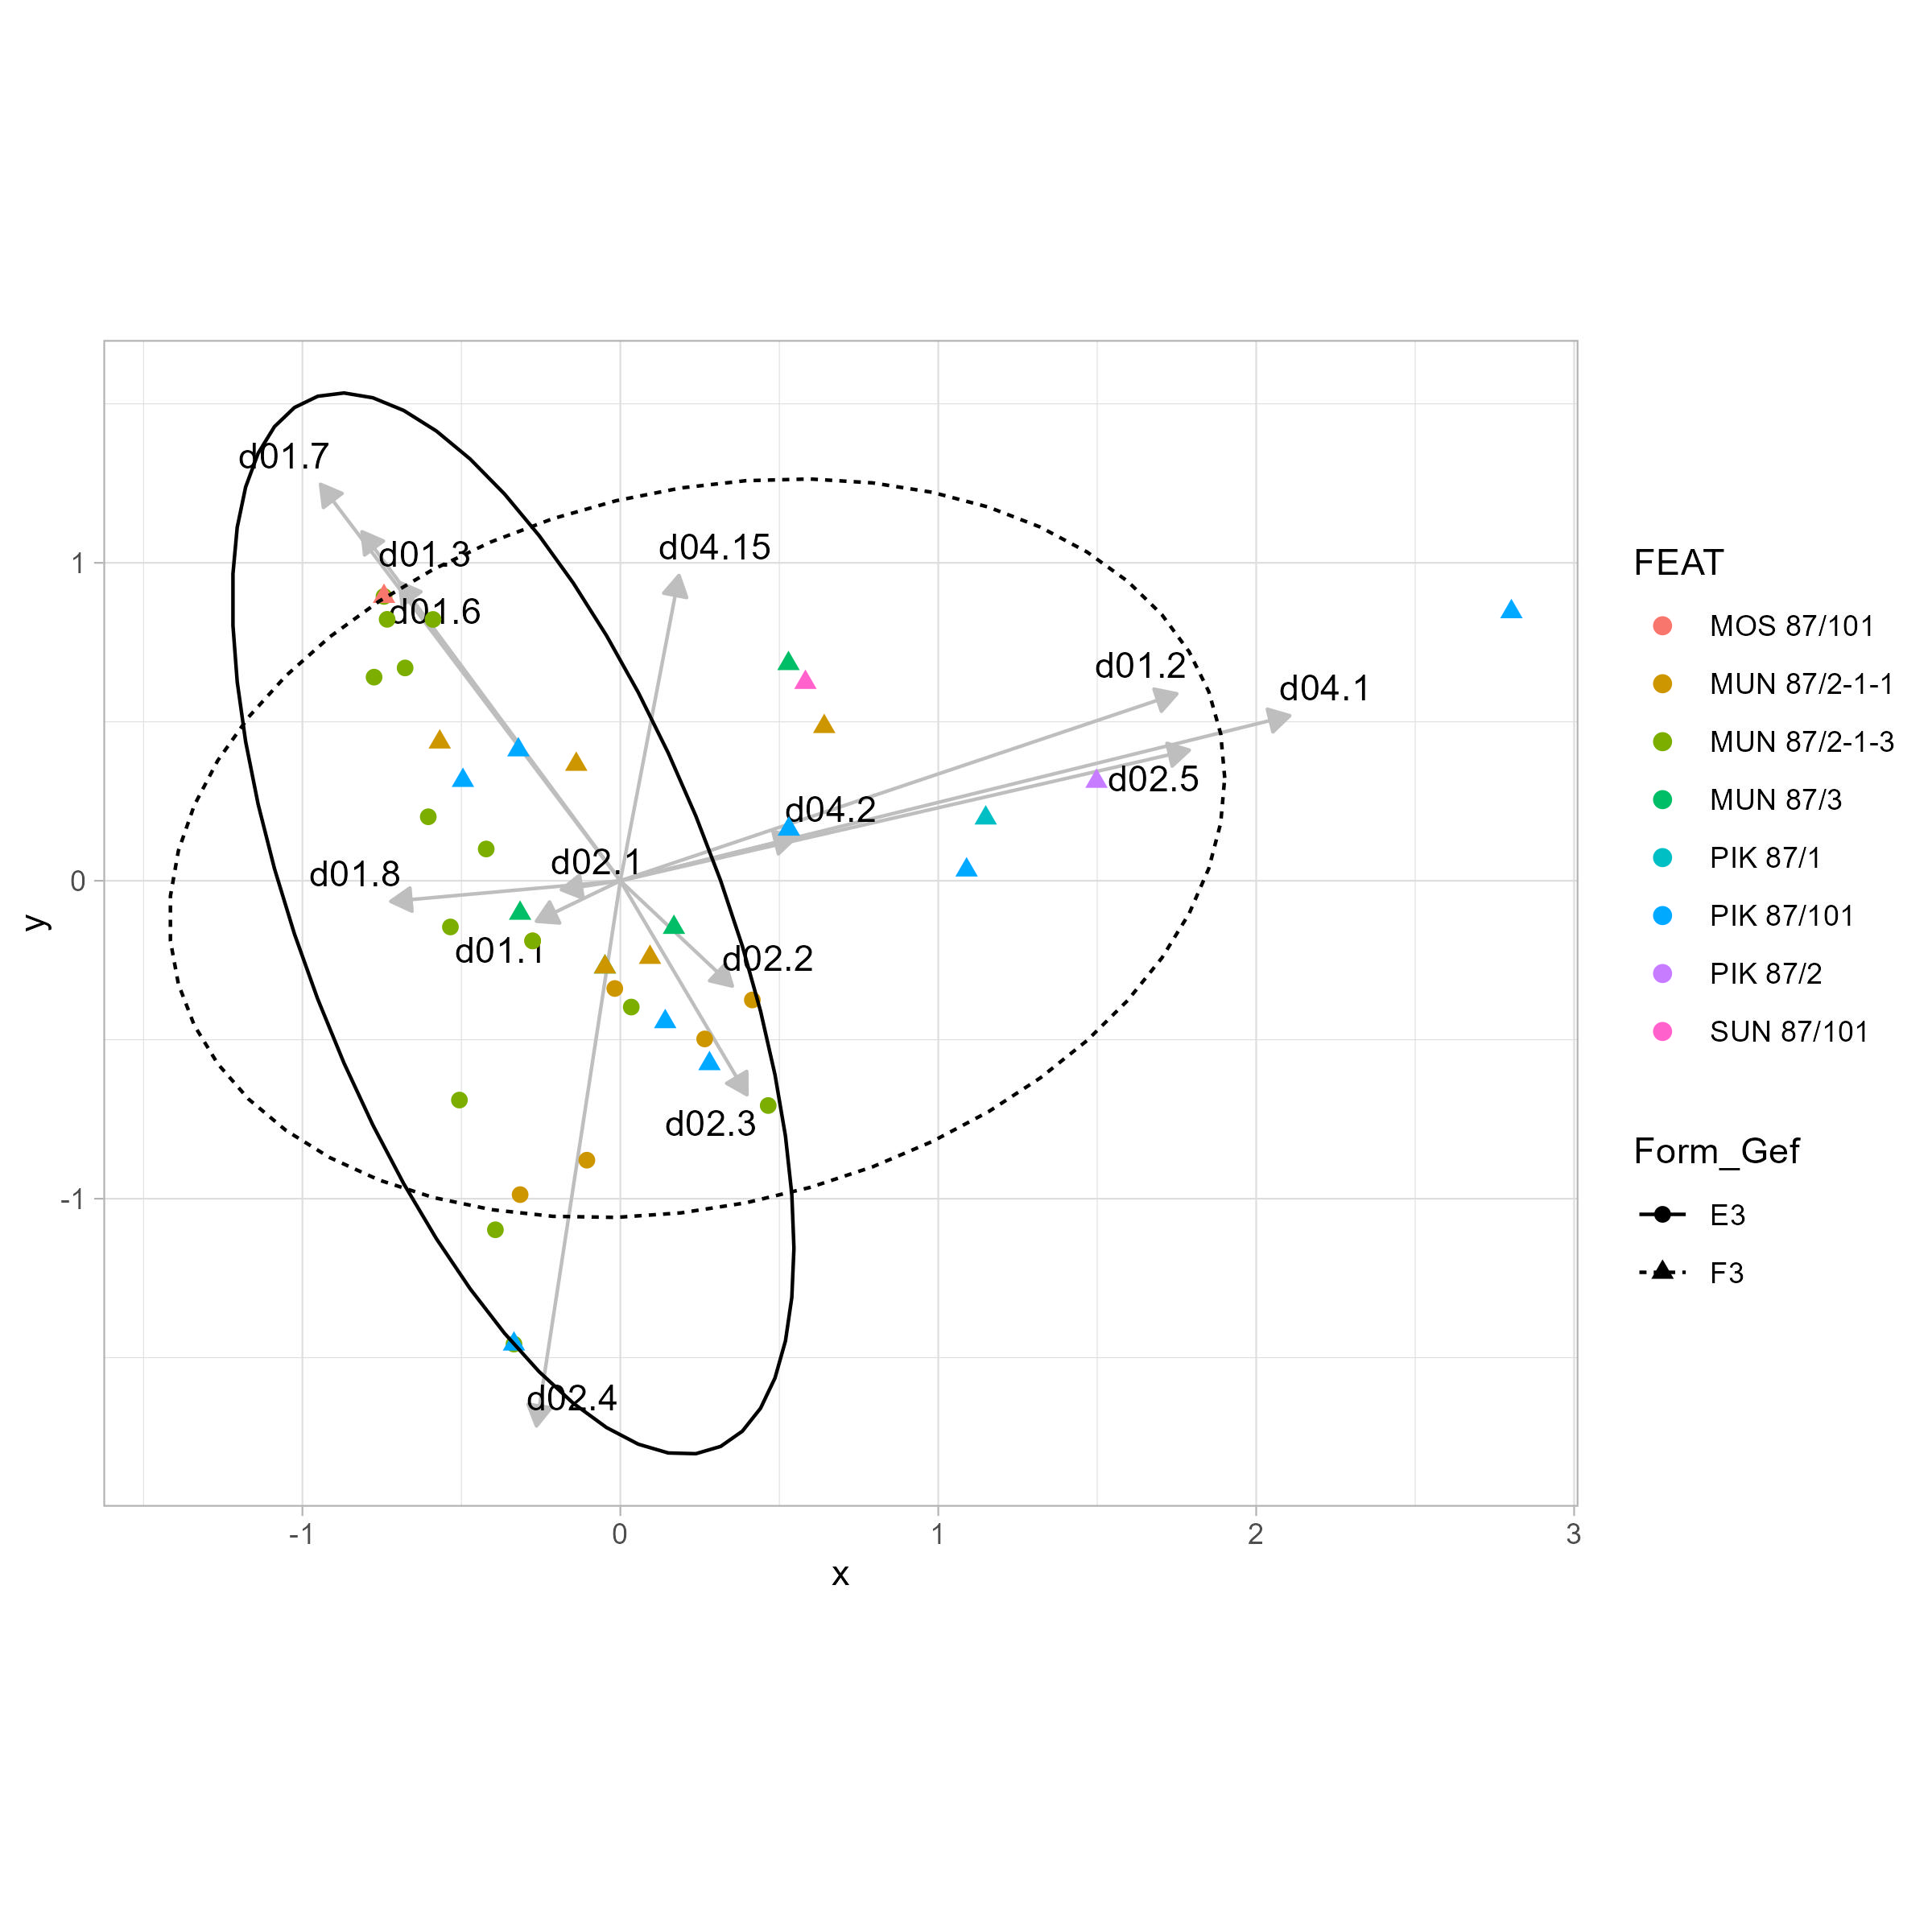 d01.7
d01.3
d04.15
d01.6
d01.2
d04.1
d02.5
d04.2
d02.1
d01.8
d01.1
d02.2
d02.3
d02.4
1
0
-1
y
-1
0
1
2
3
x
FEAT
MOS 87/101
MUN 87/2-1-1
MUN 87/2-1-3
MUN 87/3
PIK 87/1
PIK 87/101
PIK 87/2
SUN 87/101
Form_Gef
E3
F3